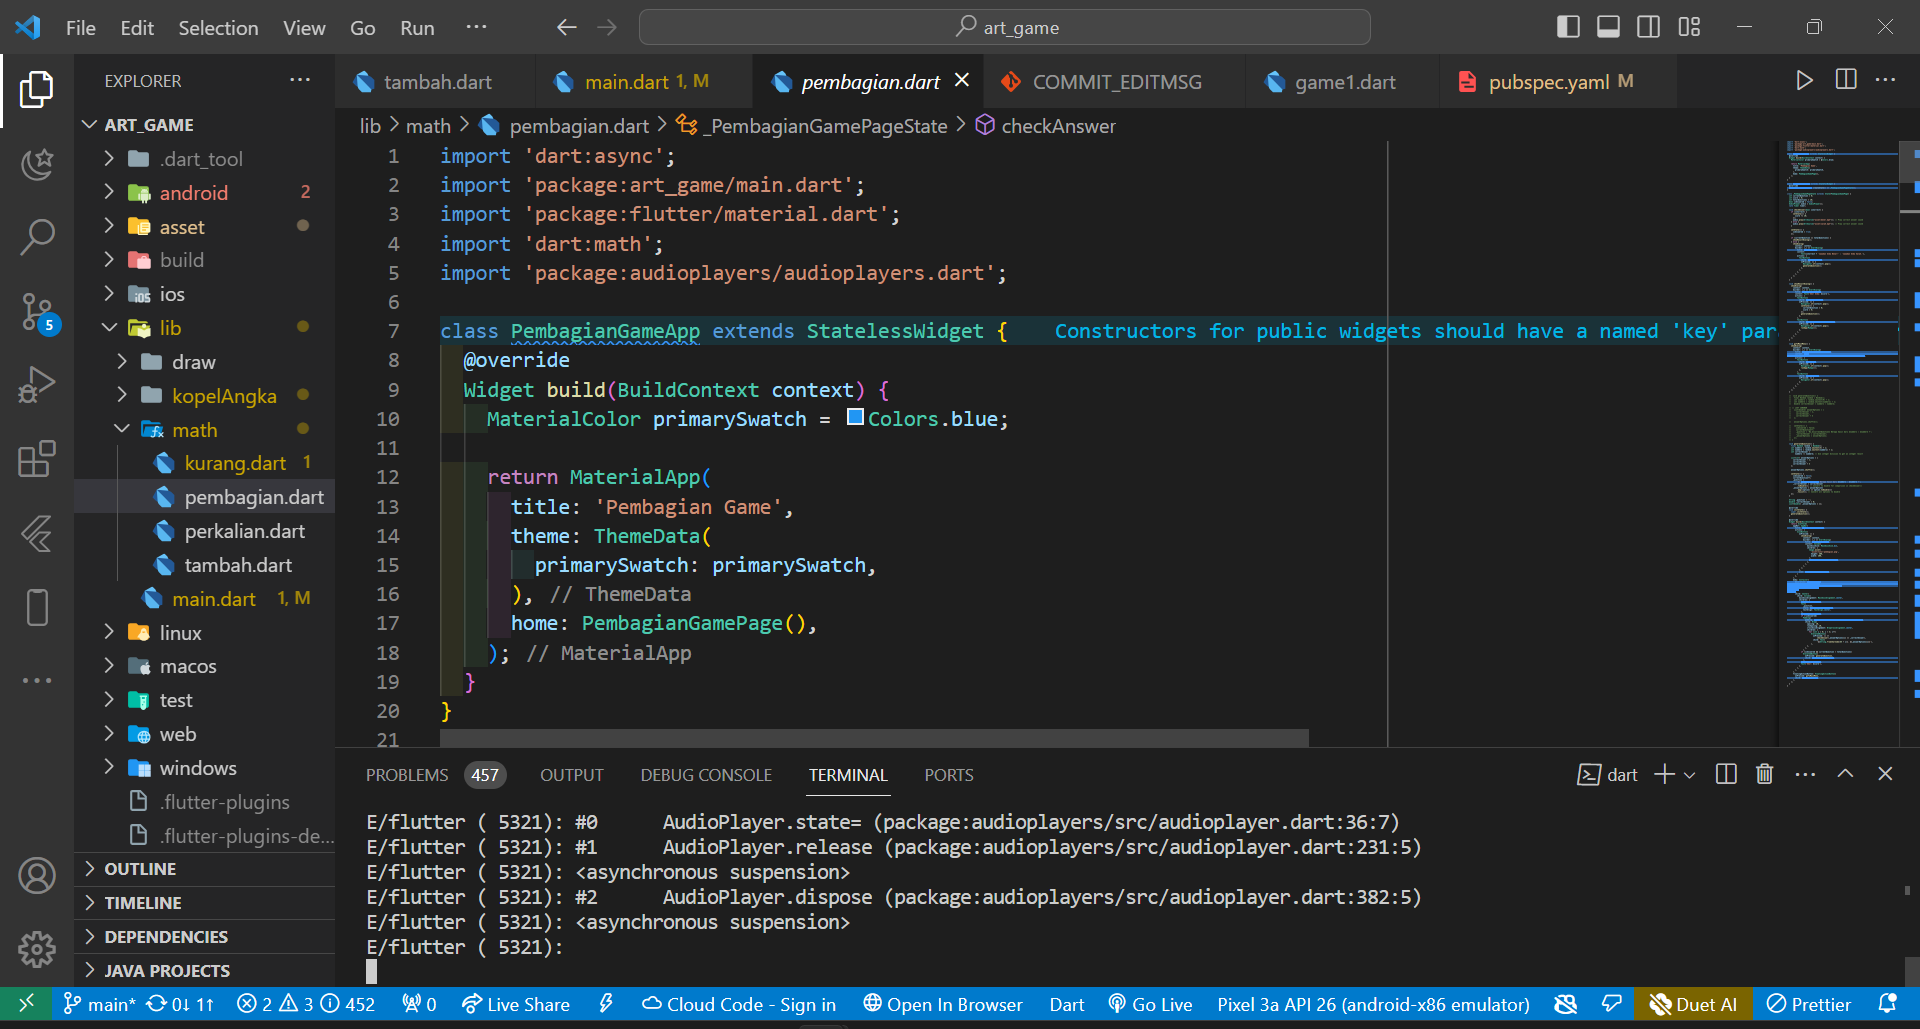 File Edit Selection View Go Run ··· art_game
EXPLORER ···
ART_GAME
.dart_tool
android 2
asset
build
ios
lib
draw
kopelAngka
math
kurang.dart 1
pembagian.dart
perkalian.dart
tambah.dart
main.dart 1, M
linux
macos
test
web
windows
.flutter-plugins
.flutter-plugins-de...
OUTLINE
TIMELINE
DEPENDENCIES
JAVA PROJECTS
5
tambah.dart main.dart 1, M pembagian.dart COMMIT_EDITMSG game1.dart pubspec.yaml M
lib > math > pembagian.dart > _PembagianGamePageState > checkAnswer
1 import 'dart:async';
2 import 'package:art_game/main.dart';
3 import 'package:flutter/material.dart';
4 import 'dart:math';
5 import 'package:audioplayers/audioplayers.dart';
6
7 class PembagianGameApp extends StatelessWidget { Constructors for public widgets should have a named 'key' par
8 @override
9 Widget build(BuildContext context) {
10 MaterialColor primarySwatch = Colors.blue;
11
12 return MaterialApp(
13 title: 'Pembagian Game',
14 theme: ThemeData(
15 primarySwatch: primarySwatch,
16 ), // ThemeData
17 home: PembagianGamePage(),
18 ); // MaterialApp
19 }
20 }
21
PROBLEMS 457 OUTPUT DEBUG CONSOLE TERMINAL PORTS dart
E/flutter ( 5321): #0 AudioPlayer.state= (package:audioplayers/src/audioplayer.dart:36:7)
E/flutter ( 5321): #1 AudioPlayer.release (package:audioplayers/src/audioplayer.dart:231:5)
E/flutter ( 5321): <asynchronous suspension>
E/flutter ( 5321): #2 AudioPlayer.dispose (package:audioplayers/src/audioplayer.dart:382:5)
E/flutter ( 5321): <asynchronous suspension>
E/flutter ( 5321):
main* 0↓ 1↑ 2 3 452 0 Live Share Cloud Code - Sign in Open In Browser Dart Go Live Pixel 3a API 26 (android-x86 emulator) Duet AI Prettier